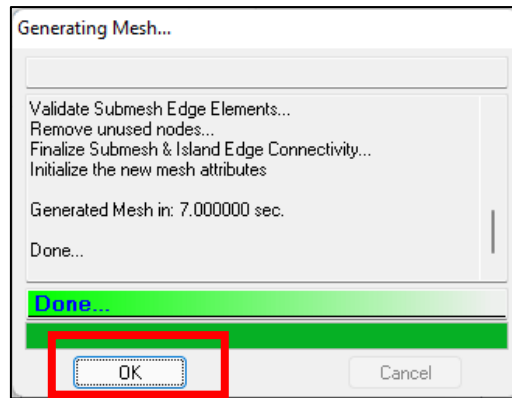 Generating Mesh...
Validate Submesh Edge Elements...
Remove unused nodes...
Finalize Submesh & Island Edge Connectivity...
Initialize the new mesh attributes
Generated Mesh in: 7.000000 sec.
Done...
Done...
OK
Cancel